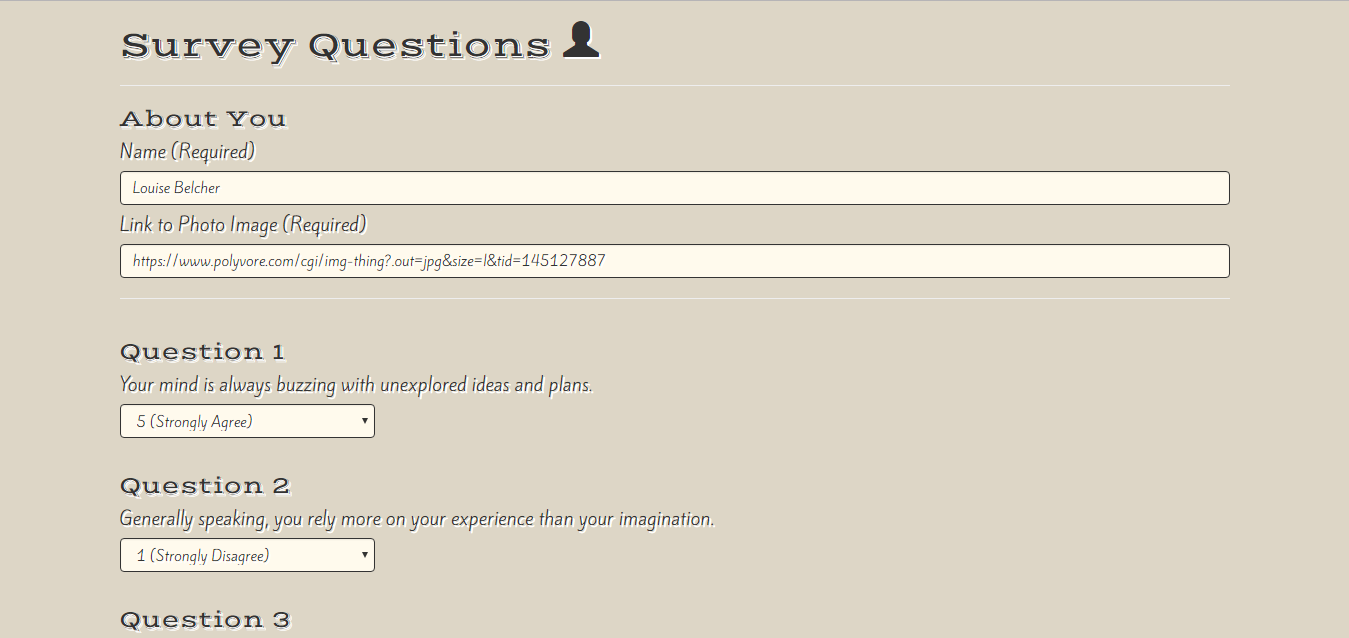 Survey Questions
About You
Name (Required)
Louise Belcher
Link to Photo Image (Required)
https://www.polyvore.com/cgi/img-thing?.out=jpg&size=l&tid=145127887
Question 1
Your mind is always buzzing with unexplored ideas and plans.
5 (Strongly Agree)
Question 2
Generally speaking, you rely more on your experience than your imagination.
1 (Strongly Disagree)
Question 3